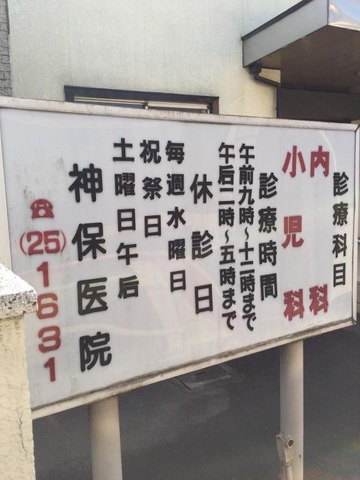 診療科目
内科
小児科
診療時間
午前九時～十二時まで
午后二時～五時まで
休診日
毎週水曜日
祝祭日
土曜日午后
神保医院
☎(25)1631